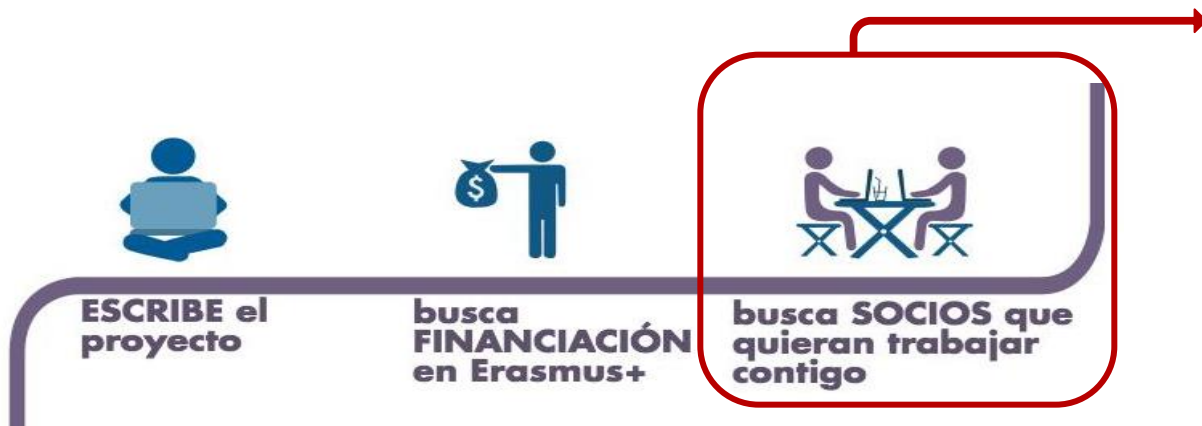 $
ESCRIBE el
proyecto
busca
FINANCIACIÓN
en Erasmus+
busca SOCIOS que
quieran trabajar
contigo